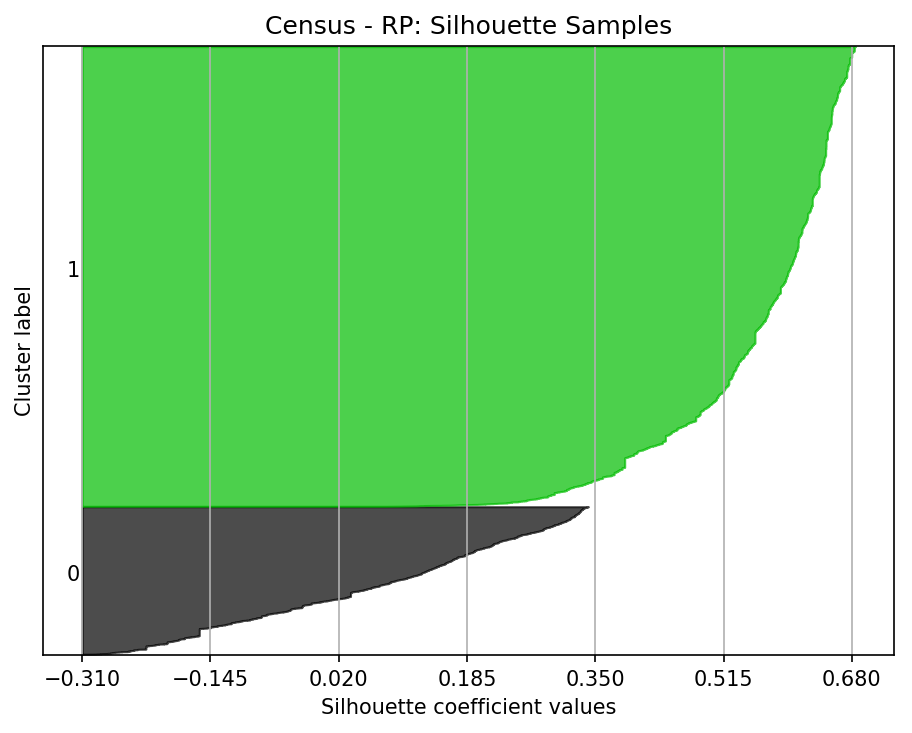 Census - RP: Silhouette Samples
1
Cluster label
0
−0.310 −0.145 0.020 0.185 0.350 0.515 0.680
Silhouette coefficient values